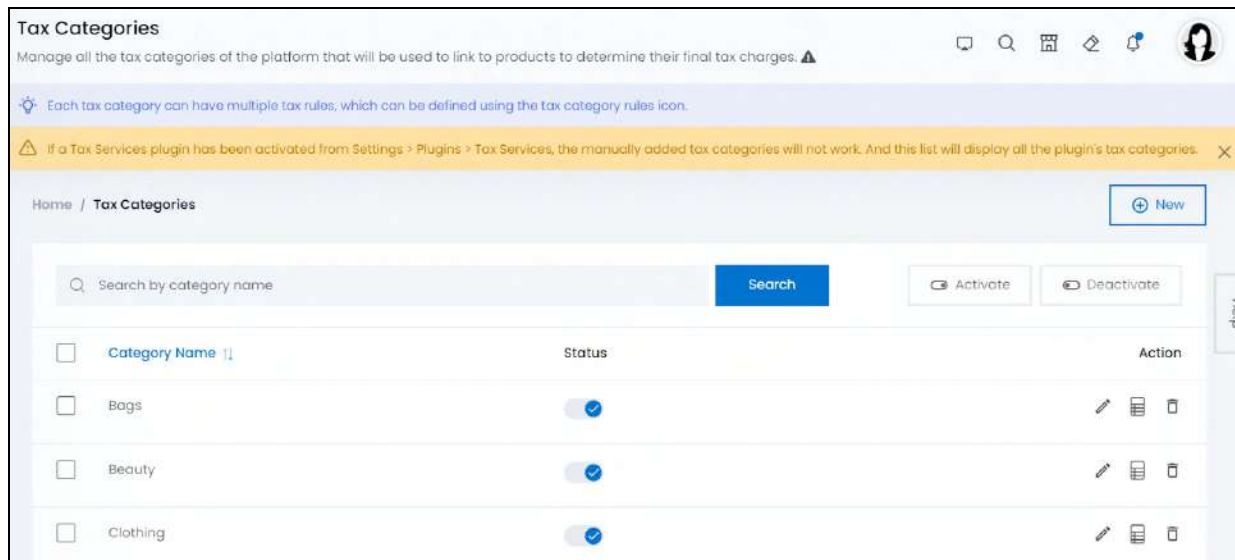 Tax Categories
Manage all the tax categories of the platform that will be used to link to products to determine their final tax charges.
Each tax category can have multiple tax rules, which can be defined using the tax category rules icon.
If a Tax Services plugin has been activated from Settings > Plugins > Tax Services, the manually added tax categories will not work. And this list will display all the plugin's tax categories.
Home / Tax Categories
New
Search by category name
Search
Activate
Deactivate
Help
Category Name
Status
Action
Bags
Beauty
Clothing